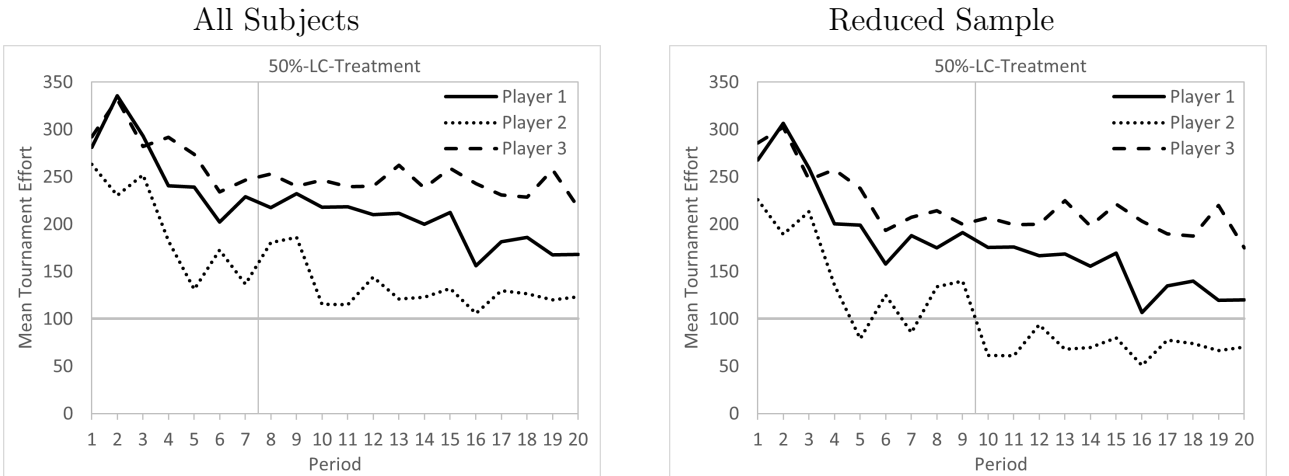 All Subjects
50%-LC-Treatment
Mean Tournament Effort
350
300
250
200
150
100
50
0
Player 1
Player 2
Player 3
1 2 3 4 5 6 7 8 9 10 11 12 13 14 15 16 17 18 19 20
Period
Reduced Sample
50%-LC-Treatment
Mean Tournament Effort
350
300
250
200
150
100
50
0
Player 1
Player 2
Player 3
1 2 3 4 5 6 7 8 9 10 11 12 13 14 15 16 17 18 19 20
Period